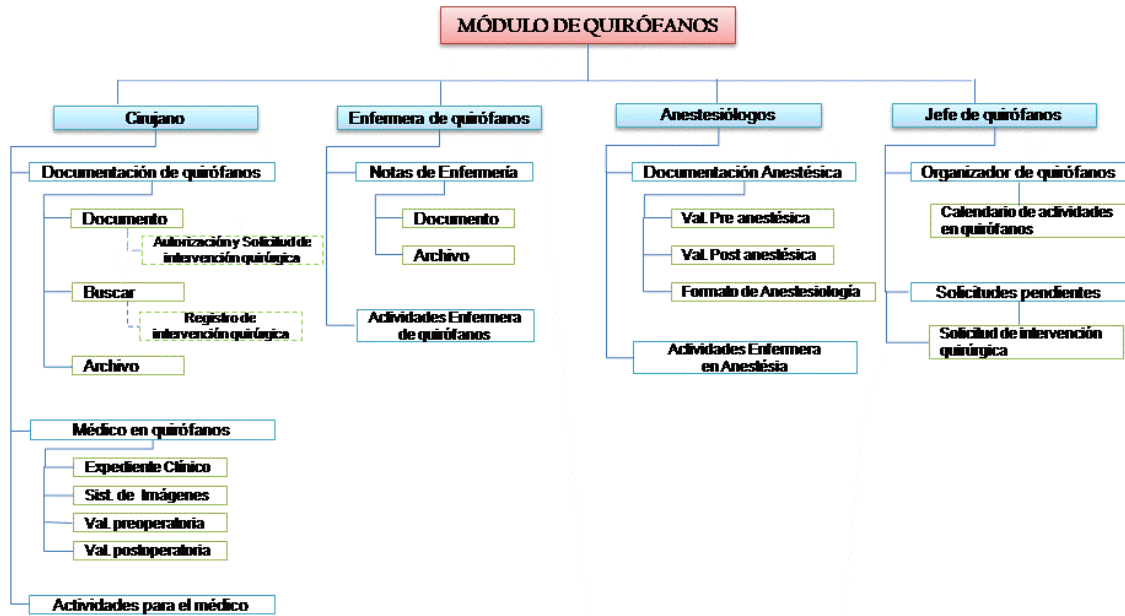 MÓDULO DE QUIRÓFANOS
Cirujano
Documentación de quirófanos
Documento
Autorización y Solicitud de
intervención quirúrgica
Buscar
Registro de
intervención quirúrgica
Archivo
Médico en quirófanos
Expediente Clínico
Sist. de Imágenes
Val. preoperatoria
Val. postoperatoria
Actividades para el médico
Enfermera de quirófanos
Notas de Enfermería
Documento
Archivo
Actividades Enfermera
de quirófanos
Anestesiólogos
Documentación Anestésica
Val. Pre anestésica
Val. Post anestésica
Formato de Anestesiología
Actividades Enfermera
en Anestésia
Jefe de quirófanos
Organizador de quirófanos
Calendario de actividades
en quirófanos
Solicitudes pendientes
Solicitud de intervención
quirúrgica